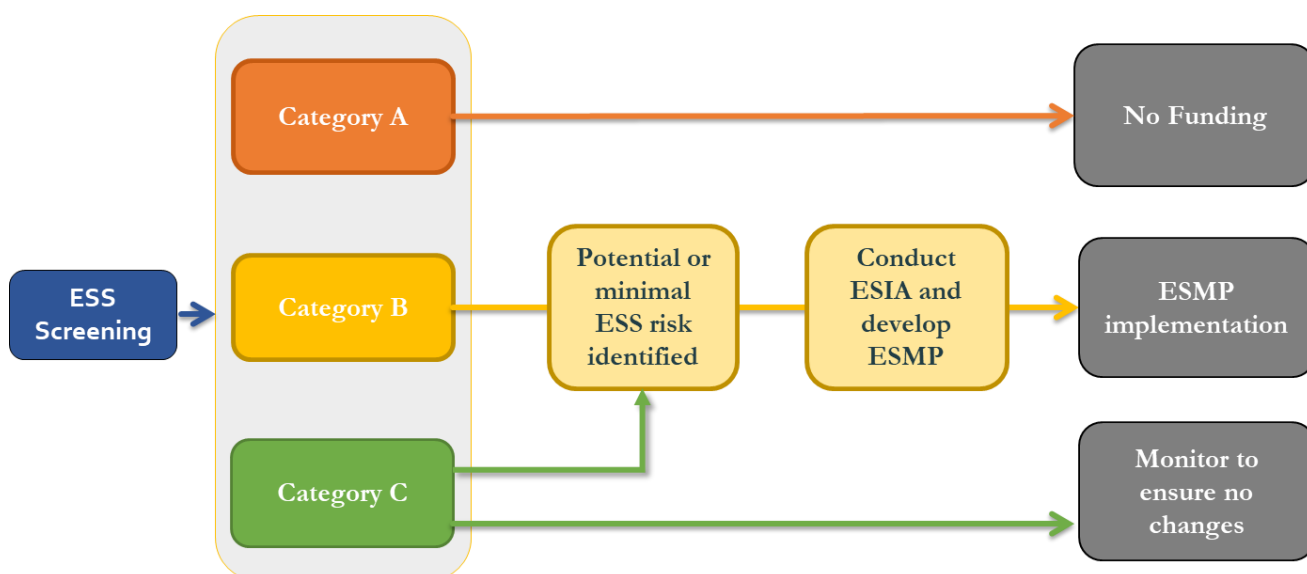 ESS
Screening
Category A
Category B
Category C
Potential or
minimal
ESS risk
identified
Conduct
ESIA and
develop
ESMP
No Funding
ESMP
implementation
Monitor to
ensure no
changes